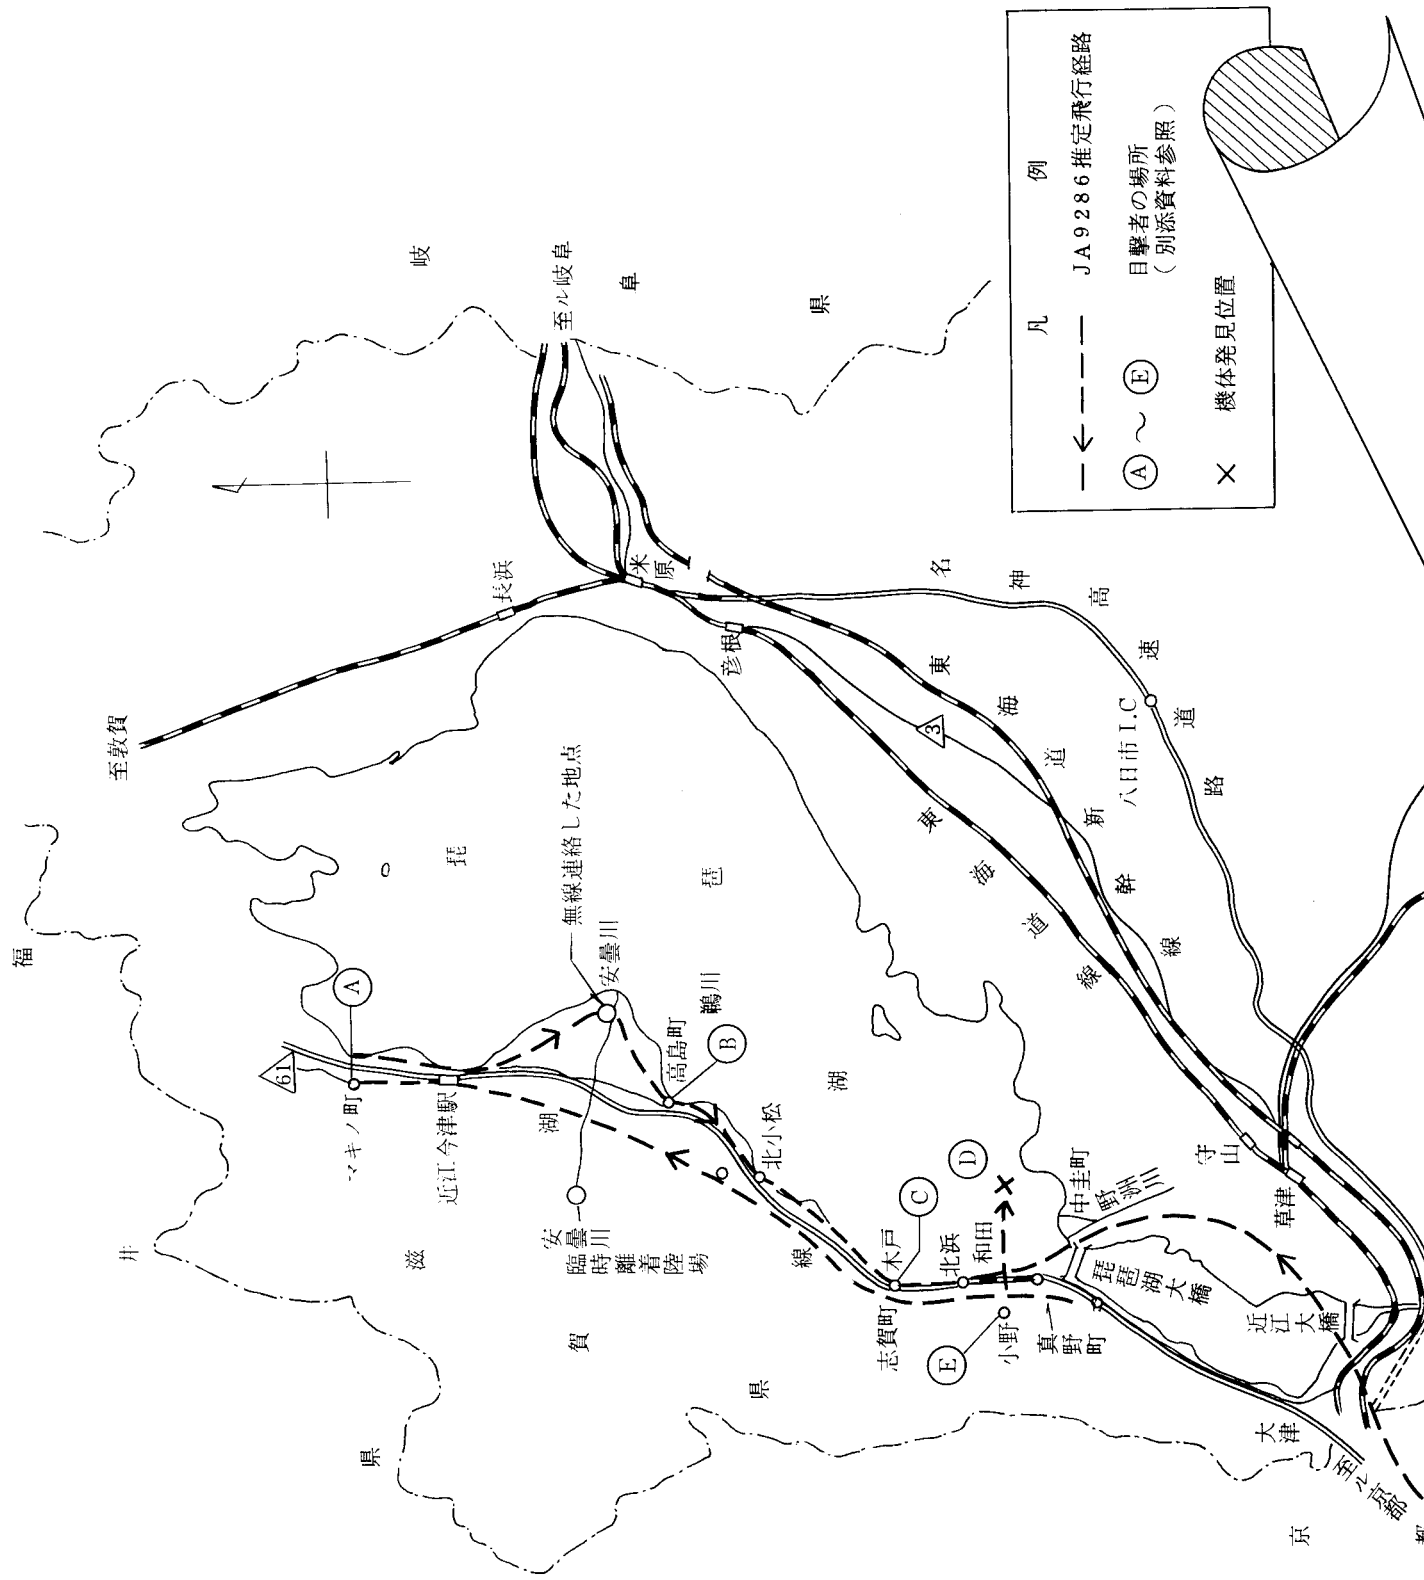 凡例
JA9286推定飛行経路
Ⓐ～Ⓔ 目撃者の場所
（別添資料参照）
× 機体発見位置
福井県
岐阜県
滋賀県
京都
琵琶湖
至敦賀
至ル岐阜
至ル京都
長浜
米原
彦根
名神高速道路
東海道新幹線
東海道線
八日市I.C
3
61
A
マキノ町
近江今津駅
湖
線
無線連絡した地点
安曇川
安曇川
臨時離着陸場
高島町
鵜川
B
北小松
C
木戸
志賀町
北浜
和田
D
E
小野
真野町
中圭町
野洲川
琵琶湖大橋
近江大橋
守山
草津
大津